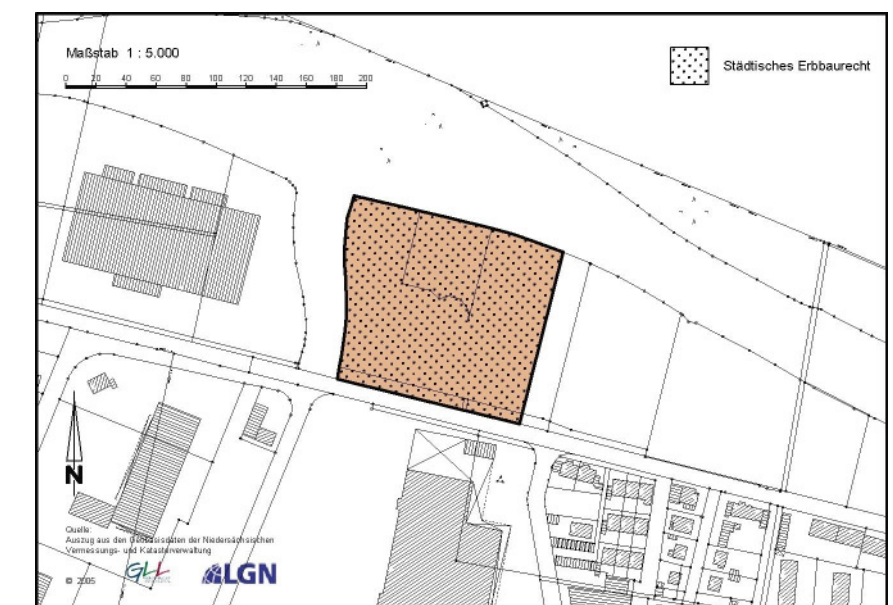 Maßstab 1 : 5.000
0 20 40 60 80 100 120 140 160 180 200
Städtisches Erbbaurecht
N
Quelle:
Auszug aus den Geobasisdaten der Niedersächsischen
Vermessungs- und Katasterverwaltung
© 2005
GLL
LGN